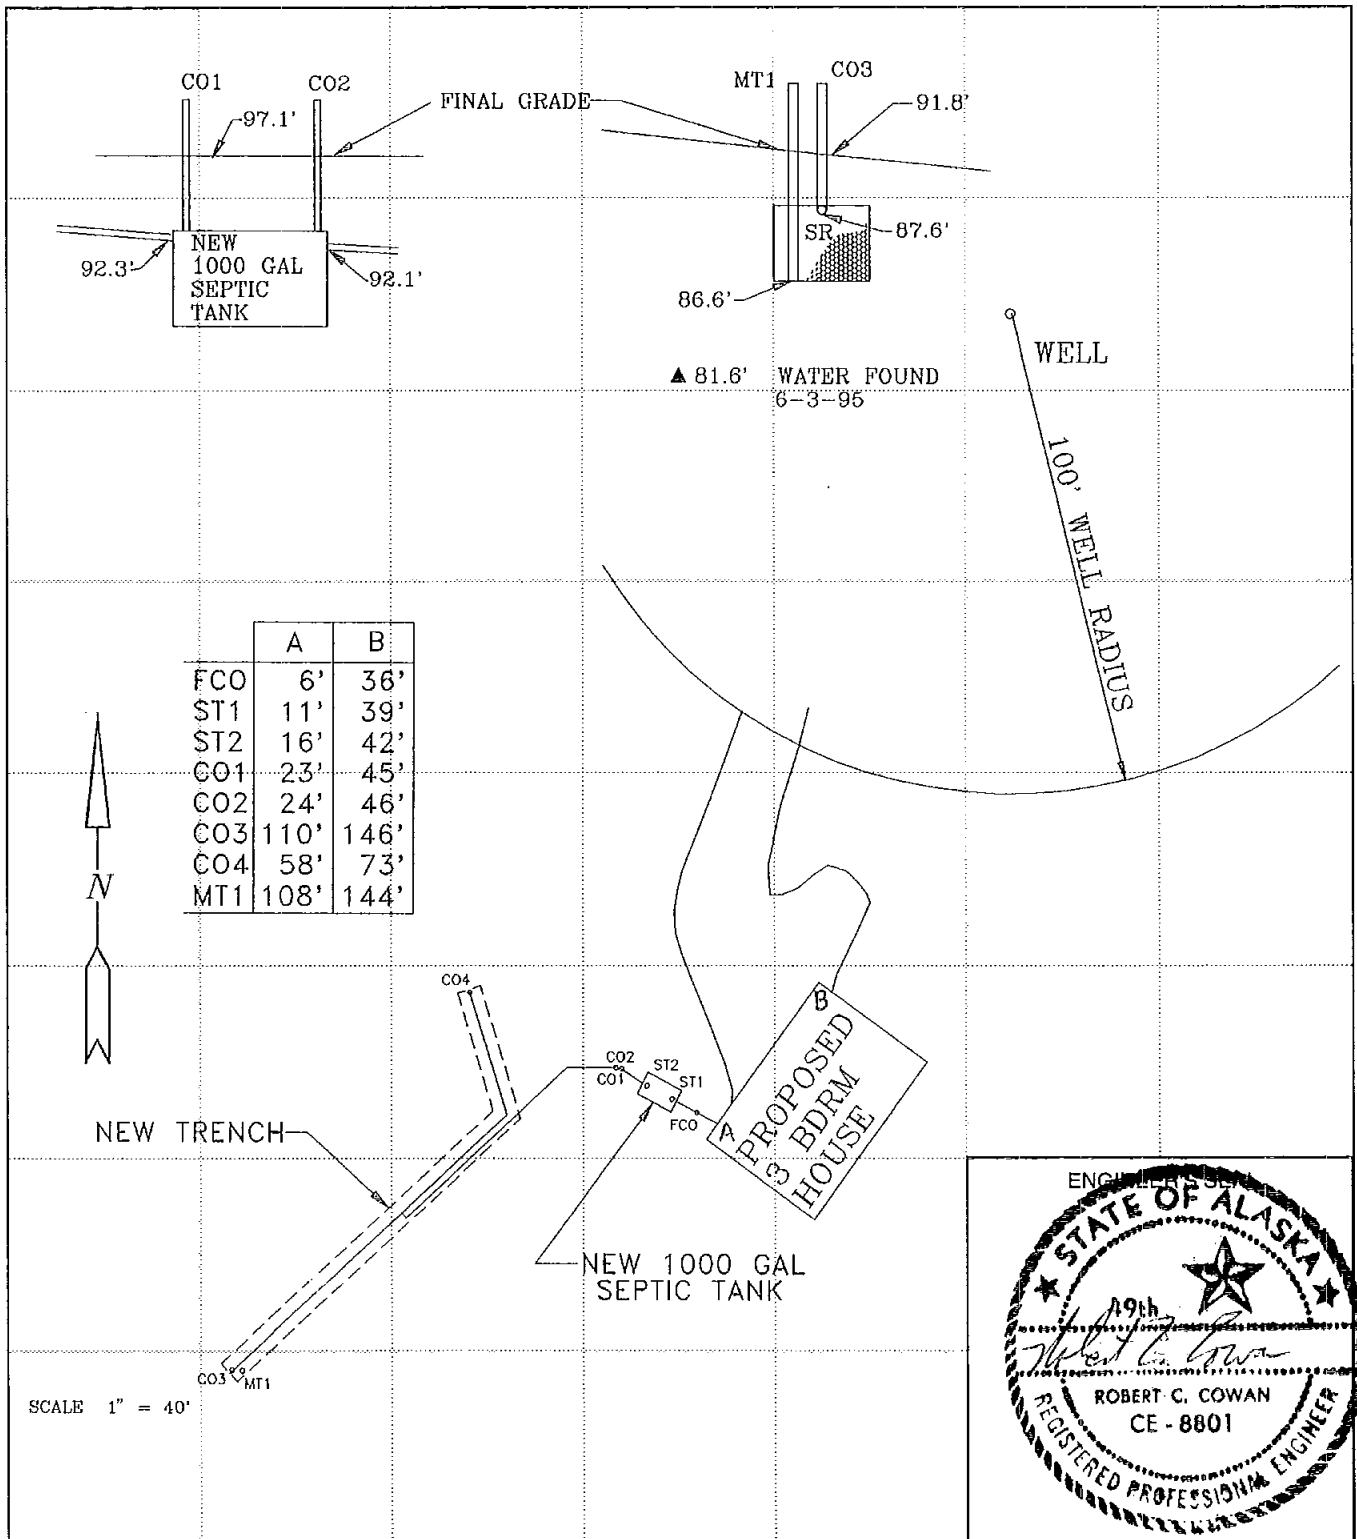 CO1
CO2
97.1'
FINAL GRADE
MT1
CO3
91.8'
NEW
1000 GAL
SEPTIC
TANK
92.3'
92.1'
SR
87.6'
86.6'
WELL
▲ 81.6' WATER FOUND
6-3-95
100' WELL RADIUS
A B
FCO 6' 36'
ST1 11' 39'
ST2 16' 42'
CO1 23' 45'
CO2 24' 46'
CO3 110' 146'
CO4 58' 73'
MT1 108' 144'
N
CO4
CO2
CO1
ST2
ST1
FCO
A
B
PROPOSED
3 BDRM
HOUSE
NEW TRENCH
NEW 1000 GAL
SEPTIC TANK
CO3
MT1
SCALE 1" = 40'
ENGINEER'S SEAL
STATE OF ALASKA
49th
Robert C. Cowan
ROBERT C. COWAN
CE - 8801
REGISTERED PROFESSIONAL ENGINEER